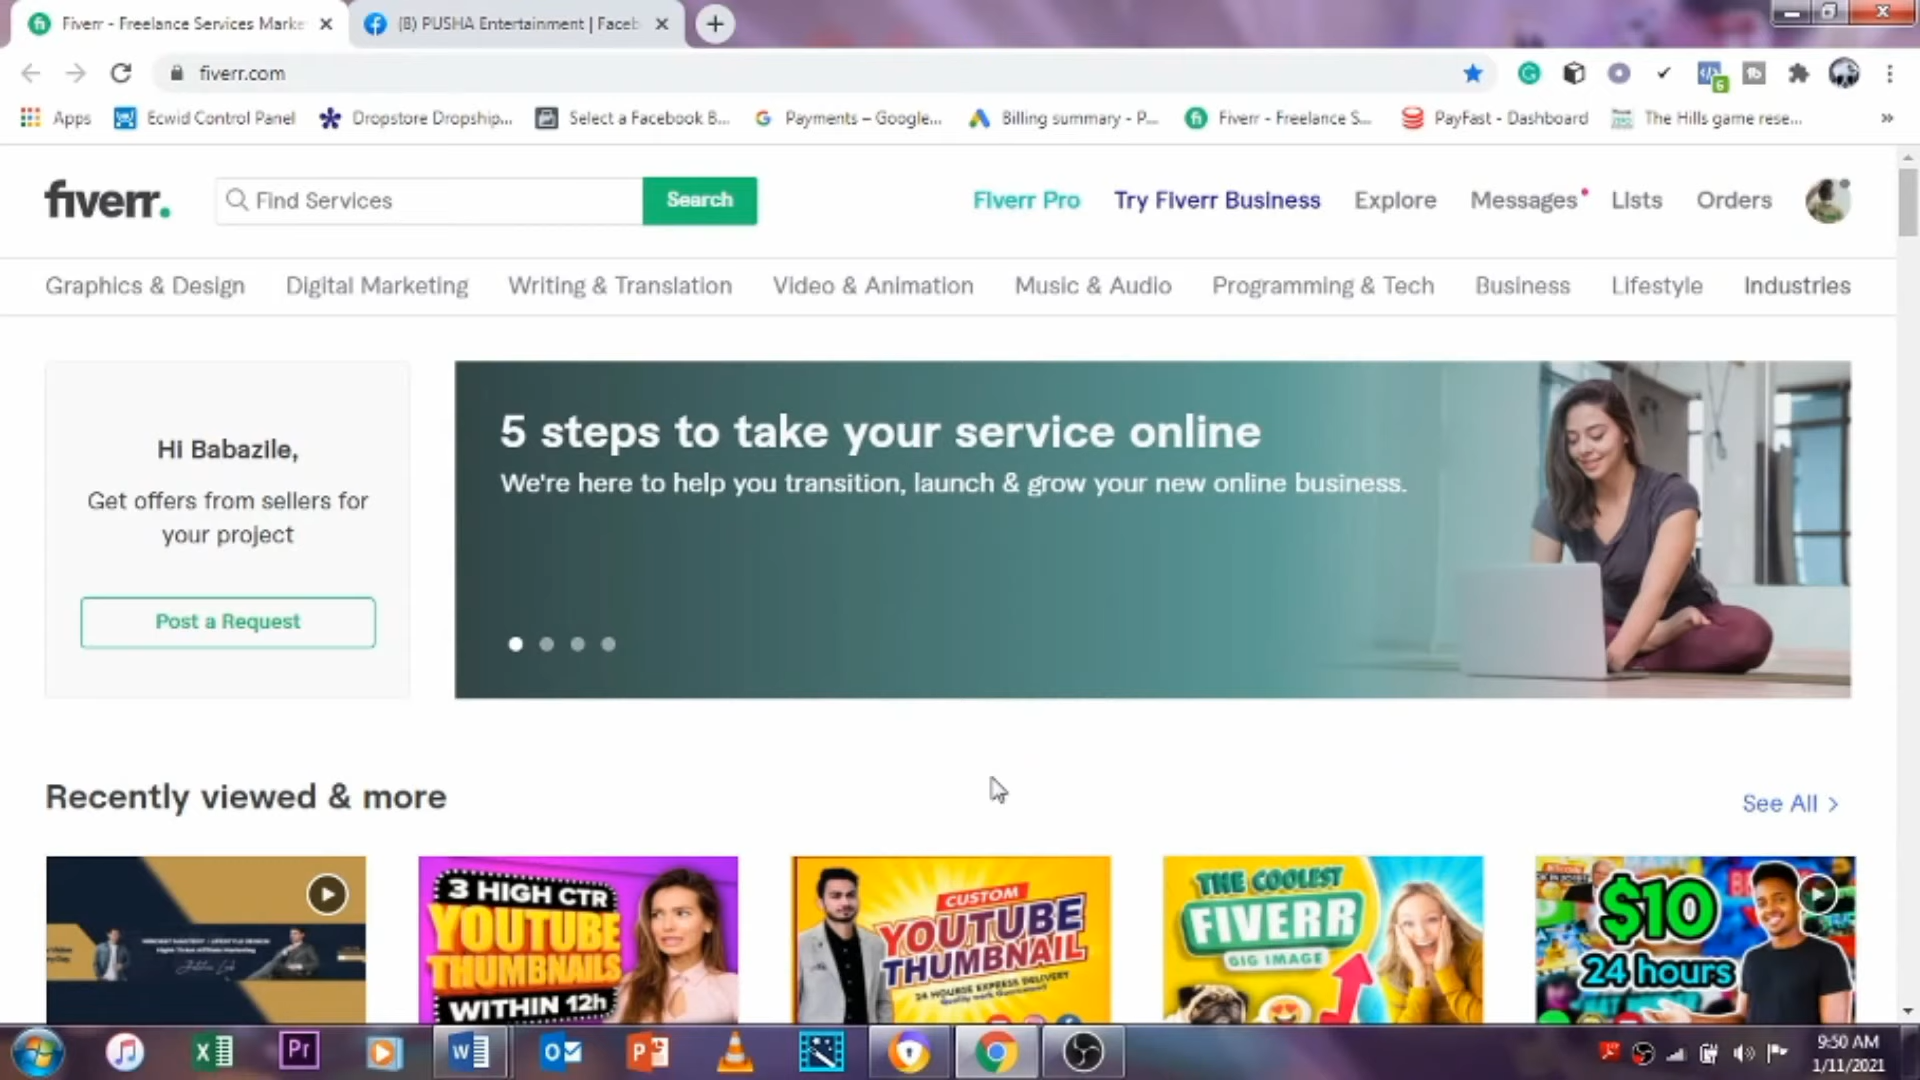 Fiverr - Freelance Services Marke
(8) PUSHA Entertainment | Faceb
fiverr.com
6
Apps
Ecwid Control Panel
Dropstore Dropship...
Select a Facebook B...
Payments – Google...
Billing summary - P...
Fiverr - Freelance S...
PayFast - Dashboard
The Hills game rese...
fiverr.
Find Services
Search
Fiverr Pro
Try Fiverr Business
Explore
Messages
Lists
Orders
Graphics & Design
Digital Marketing
Writing & Translation
Video & Animation
Music & Audio
Programming & Tech
Business
Lifestyle
Industries
Hi Babazile,
Get offers from sellers for
your project
Post a Request
5 steps to take your service online
We're here to help you transition, launch & grow your new online business.
Recently viewed & more
See All
3 HIGH CTR
YOUTUBE
THUMBNAILS
WITHIN 12h
CUSTOM
YOUTUBE
THUMBNAIL
24 HOURSE EXPRESS DELIVERY
THE COOLEST
FIVERR
GIG IMAGE
$10
24 hours
Pr
9:50 AM
1/11/2021